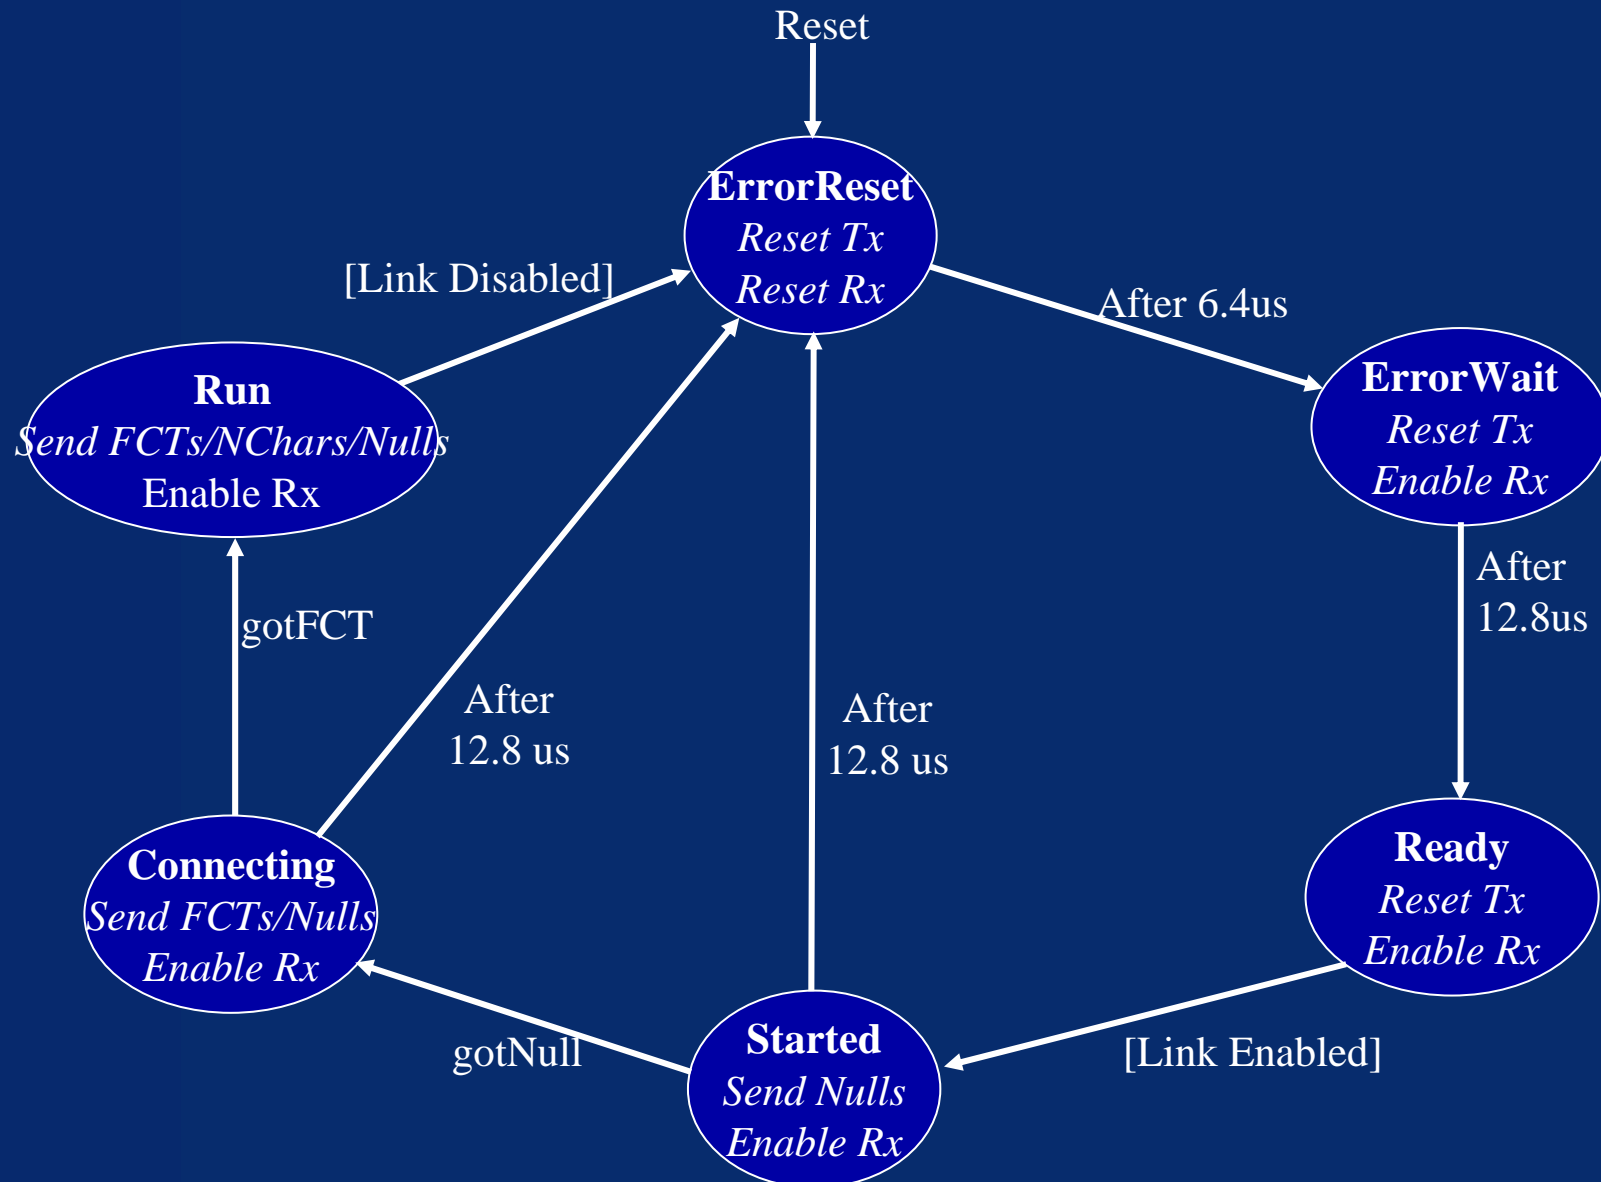 Reset
ErrorReset
Reset Tx
Reset Rx
[Link Disabled]
After 6.4us
Run
Send FCTs/NChars/Nulls
Enable Rx
ErrorWait
Reset Tx
Enable Rx
After
12.8us
gotFCT
After
12.8 us
After
12.8 us
Connecting
Send FCTs/Nulls
Enable Rx
Ready
Reset Tx
Enable Rx
gotNull
Started
Send Nulls
Enable Rx
[Link Enabled]